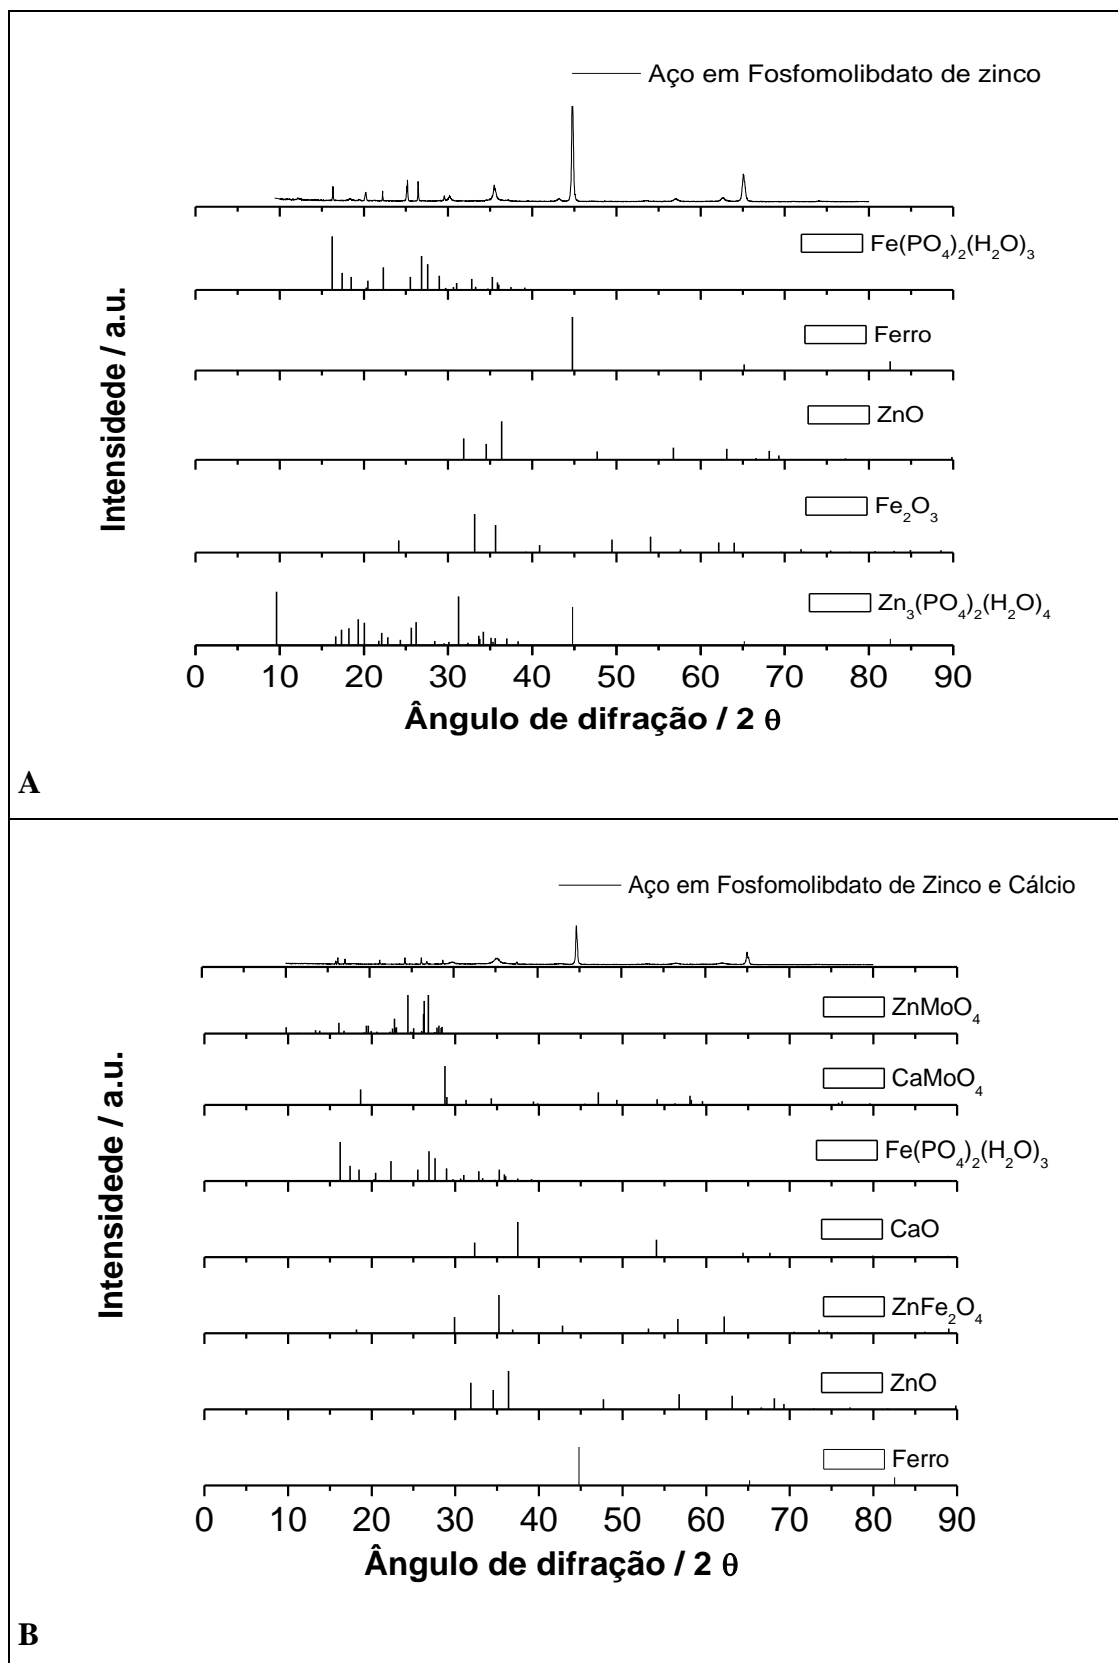 Aço em Fosfomolibdato de zinco
Fe(PO₄)₂(H₂O)₃
Ferro
ZnO
Fe₂O₃
Zn₃(PO₄)₂(H₂O)₄
Intensidede / a.u.
0 10 20 30 40 50 60 70 80 90
Ângulo de difração / 2 θ
A
Aço em Fosfomolibdato de Zinco e Cálcio
ZnMoO₄
CaMoO₄
Fe(PO₄)₂(H₂O)₃
CaO
ZnFe₂O₄
ZnO
Ferro
Intensidede / a.u.
0 10 20 30 40 50 60 70 80 90
Ângulo de difração / 2 θ
B